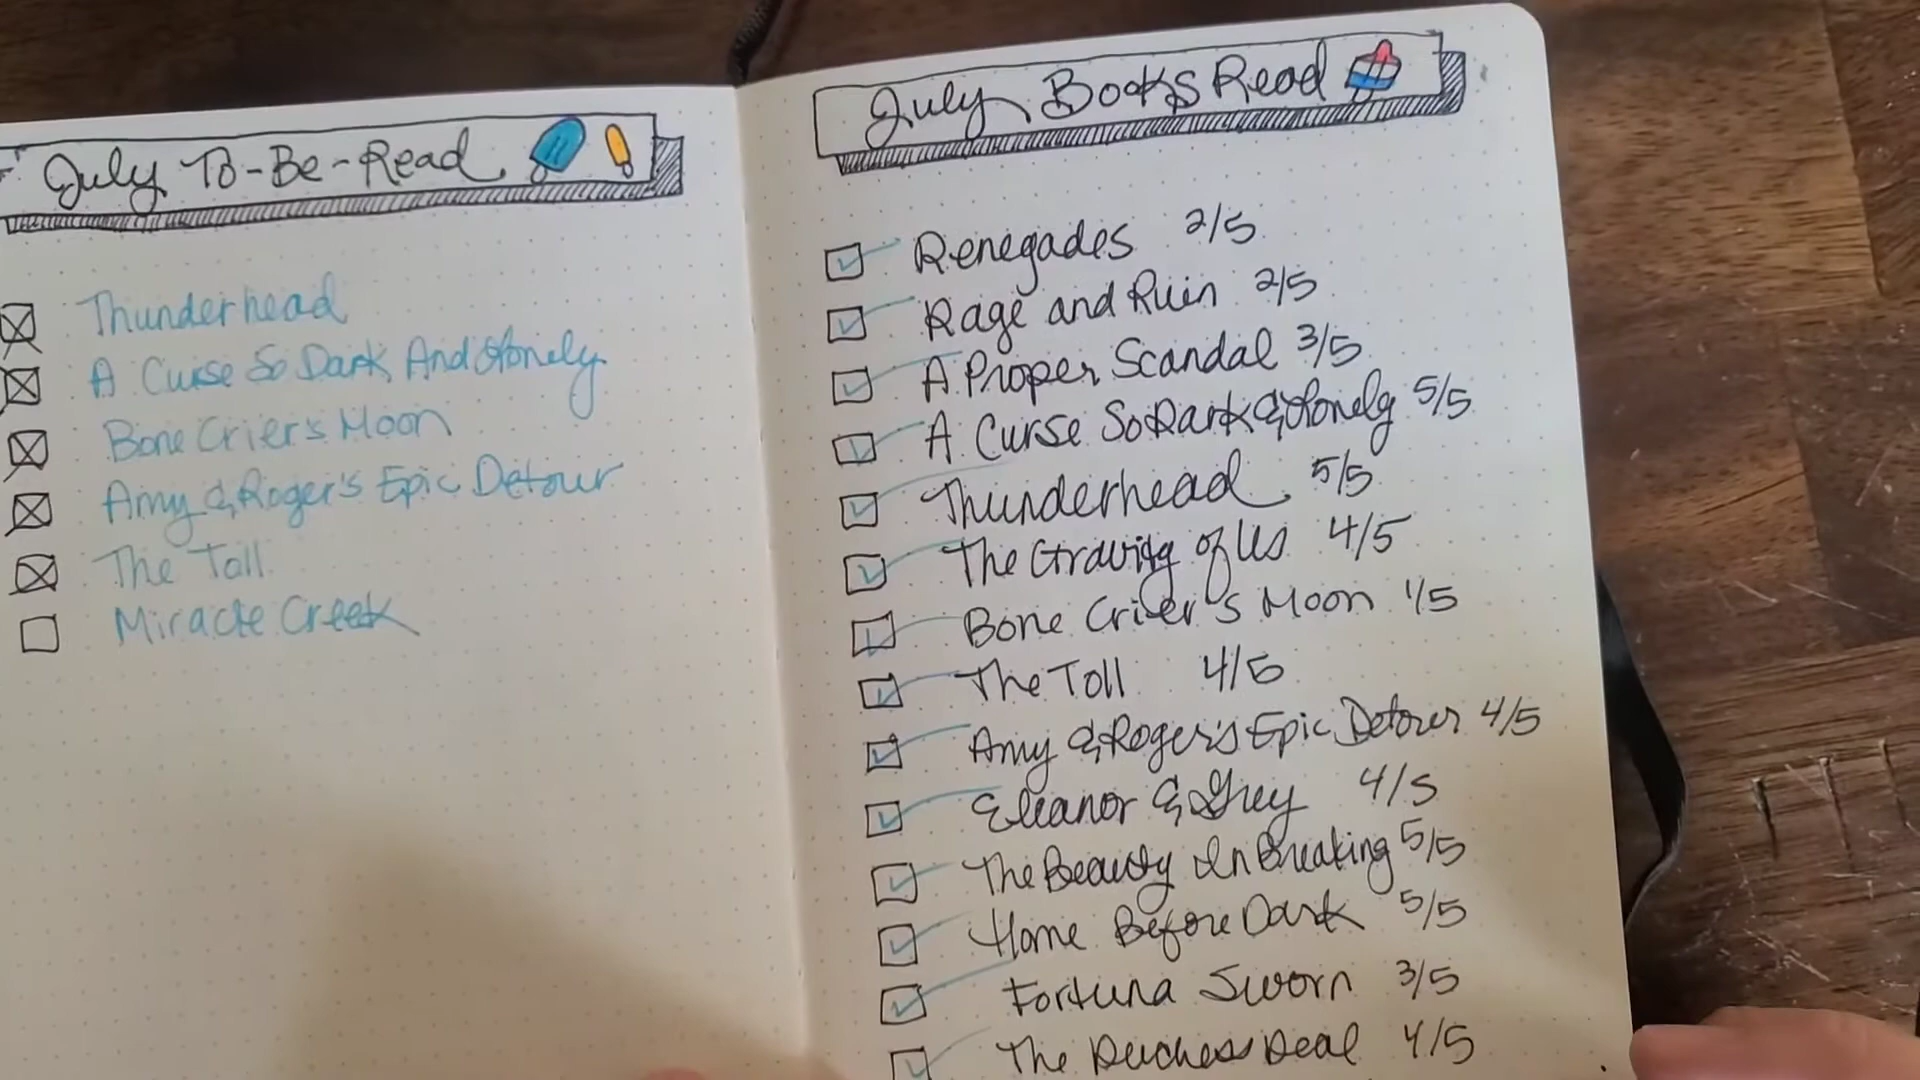 July To-Be-Read
Thunderhead
A Curse So Dark And Lonely
Bone Crier's Moon
Amy & Roger's Epic Detour
The Toll
Miracle Creek
July Books Read
Renegades 2/5
Rage and Ruin 2/5
A Proper Scandal 3/5
A Curse So Dark & Lonely 5/5
Thunderhead 5/5
The Gravity of Us 4/5
Bone Crier's Moon 1/5
The Toll 4/5
Amy & Roger's Epic Detour 4/5
Eleanor & Grey 4/5
The Beauty In Breaking 5/5
Home Before Dark 5/5
Fortuna Sworn 3/5
The Duchess Deal 4/5